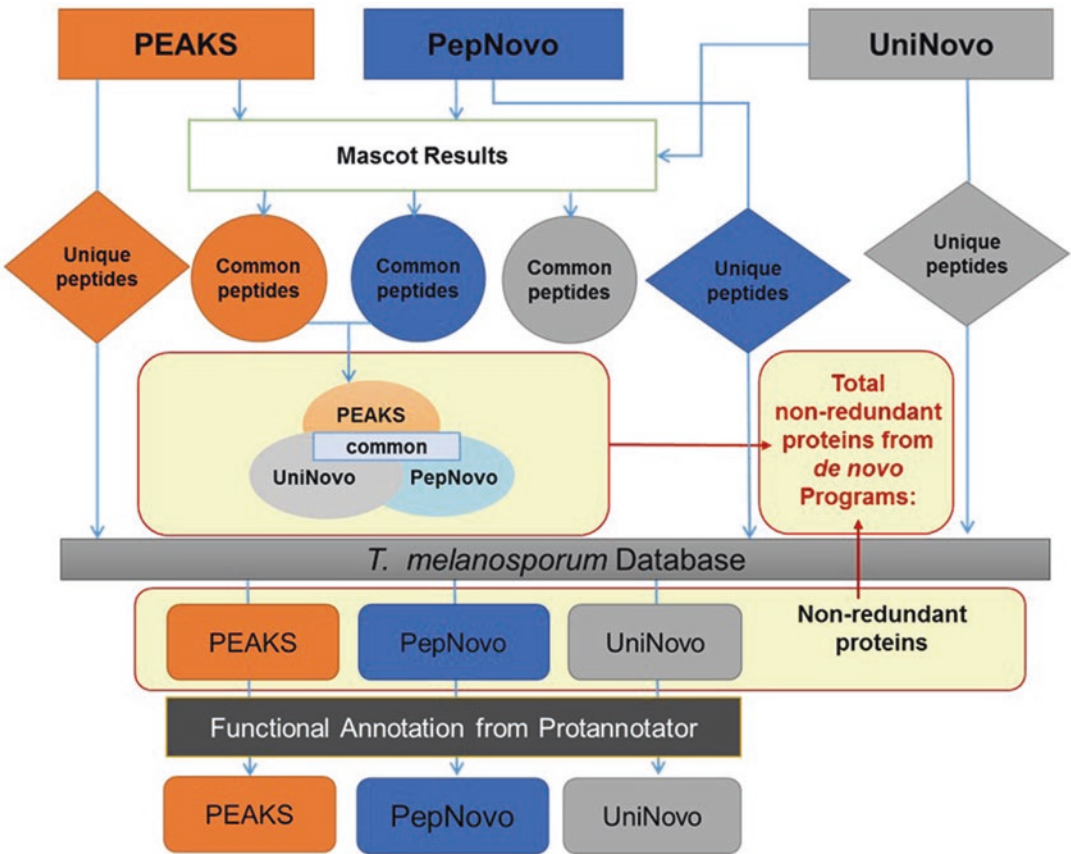 PEAKS
PepNovo
UniNovo
Mascot Results
Unique
peptides
Common
peptides
Common
peptides
Common
peptides
Unique
peptides
Unique
peptides
PEAKS
common
UniNovo
PepNovo
Total
non-redundant
proteins from
de novo
Programs:
T. melanosporum Database
PEAKS
PepNovo
UniNovo
Non-redundant
proteins
Functional Annotation from Protannotator
PEAKS
PepNovo
UniNovo